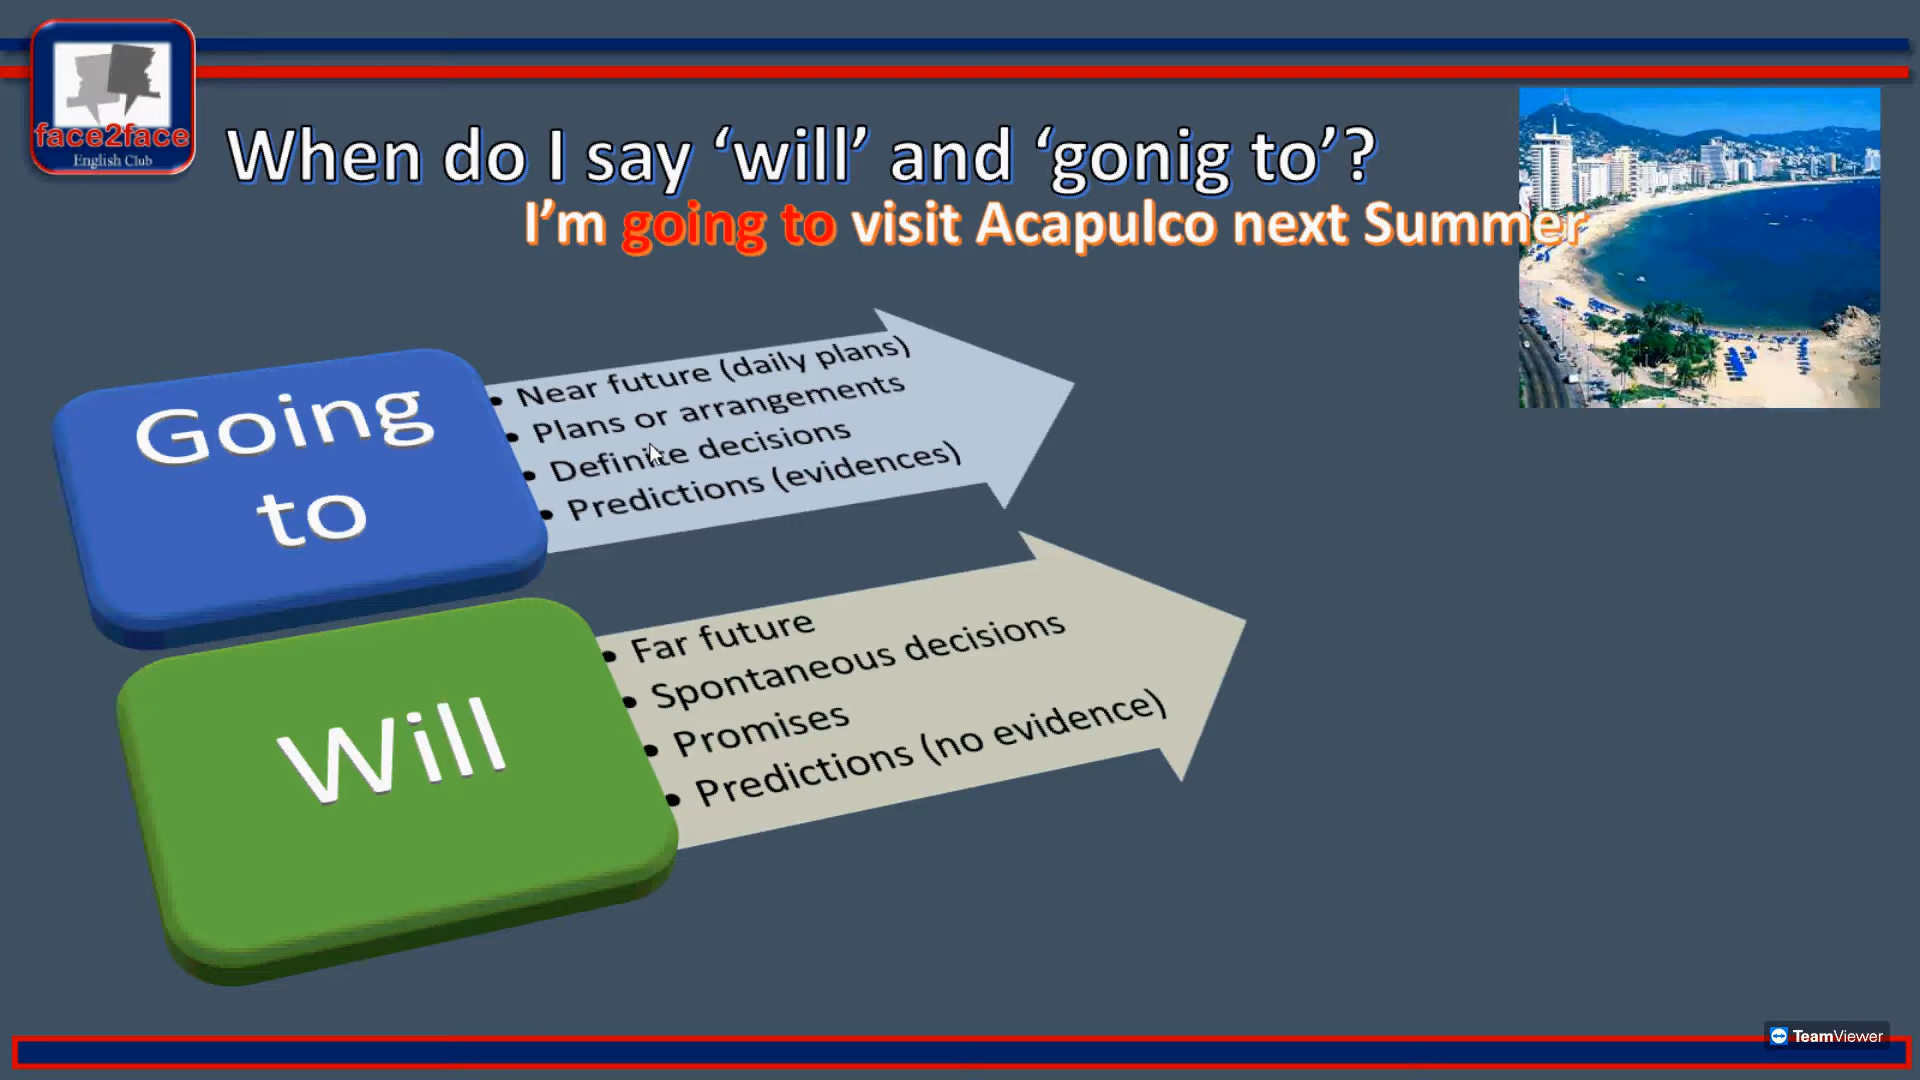 face2face
English Club
When do I say ‘will’ and ‘gonig to’?
I’m going to visit Acapulco next Summer
Going
to
• Near future (daily plans)
• Plans or arrangements
• Definite decisions
• Predictions (evidences)
Will
• Far future
• Spontaneous decisions
• Promises
• Predictions (no evidence)
TeamViewer